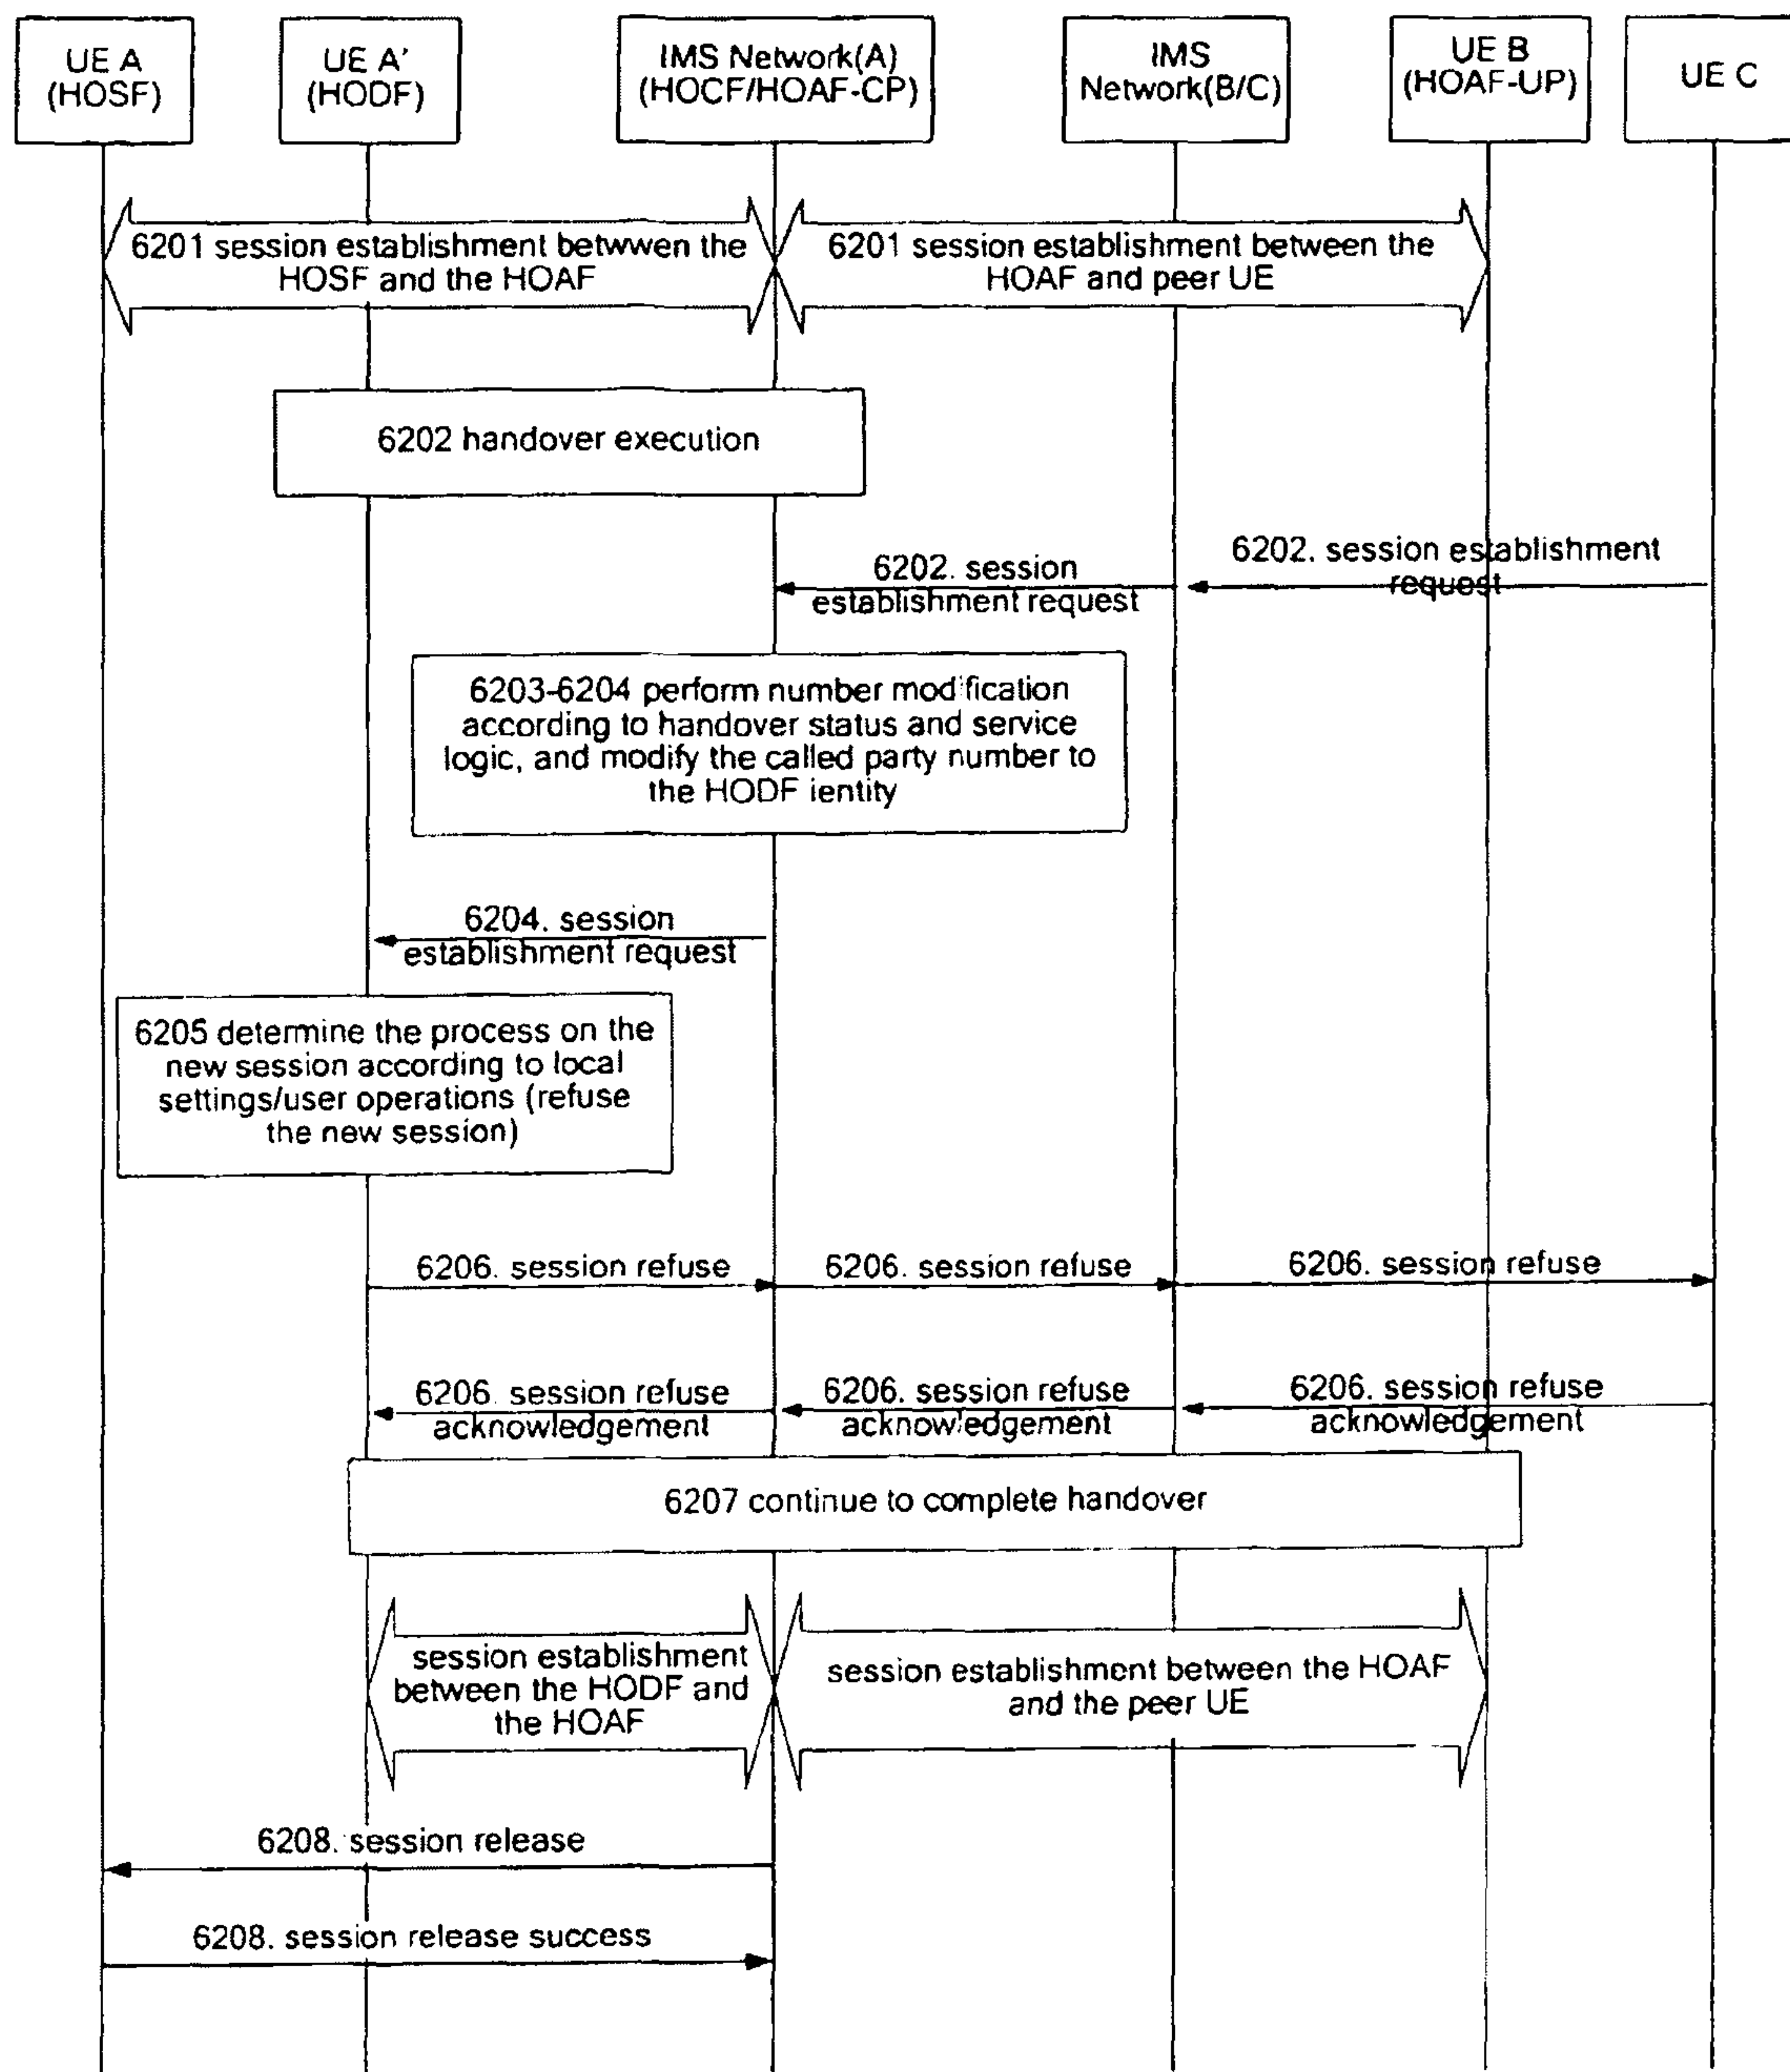 UE A
(HOSF)
UE A'
(HODF)
IMS Network(A)
(HOCF/HOAF-CP)
IMS
Network(B/C)
UE B
(HOAF-UP)
UE C
6201 session establishment betwwen the
HOSF and the HOAF
6201 session establishment between the
HOAF and peer UE
6202 handover execution
6202. session
establishment request
6202. session establishment
request
6203-6204 perform number modification
according to handover status and service
logic, and modify the called party number to
the HODF ientity
6204. session
establishment request
6205 determine the process on the
new session according to local
settings/user operations (refuse
the new session)
6206. session refuse
6206. session refuse
6206. session refuse
6206. session refuse
acknowledgement
6206. session refuse
acknowledgement
6206. session refuse
acknowledgement
6207 continue to complete handover
session establishment
between the HODF and
the HOAF
session establishment between the HOAF
and the peer UE
6208. session release
6208. session release success